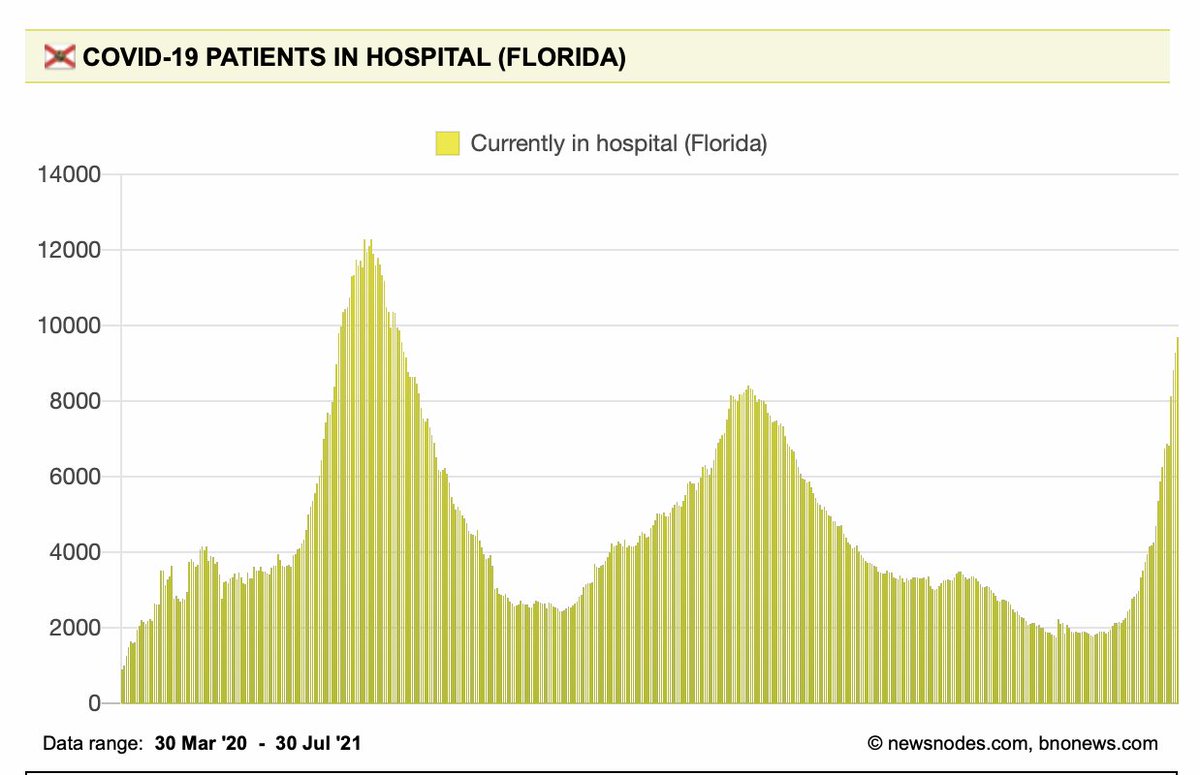 COVID-19 PATIENTS IN HOSPITAL (FLORIDA)
Currently in hospital (Florida)
14000
12000
10000
8000
6000
4000
2000
0
Data range: 30 Mar '20 - 30 Jul '21
© newsnodes.com, bnonews.com